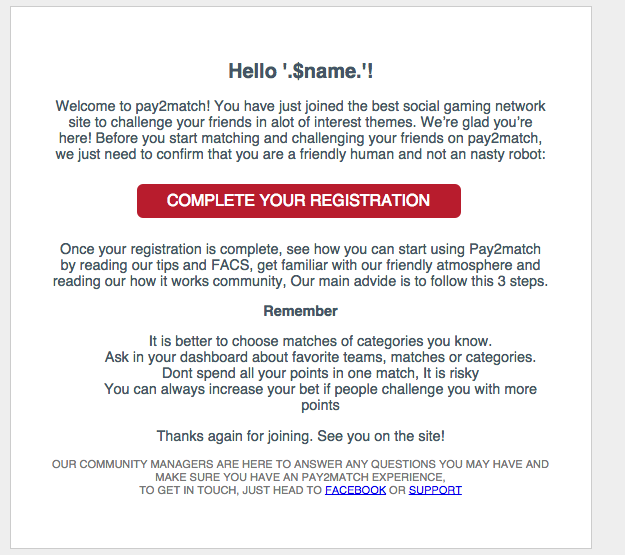 Hello '.$name.'!
Welcome to pay2match! You have just joined the best social gaming network
site to challenge your friends in alot of interest themes. We're glad you're
here! Before you start matching and challenging your friends on pay2match,
we just need to confirm that you are a friendly human and not an nasty robot:
COMPLETE YOUR REGISTRATION
Once your registration is complete, see how you can start using Pay2match
by reading our tips and FACS, get familiar with our friendly atmosphere and
reading our how it works community, Our main advide is to follow this 3 steps.
Remember
It is better to choose matches of categories you know.
Ask in your dashboard about favorite teams, matches or categories.
Dont spend all your points in one match, It is risky
You can always increase your bet if people challenge you with more
points
Thanks again for joining. See you on the site!
OUR COMMUNITY MANAGERS ARE HERE TO ANSWER ANY QUESTIONS YOU MAY HAVE AND
MAKE SURE YOU HAVE AN PAY2MATCH EXPERIENCE,
TO GET IN TOUCH, JUST HEAD TO FACEBOOK OR SUPPORT